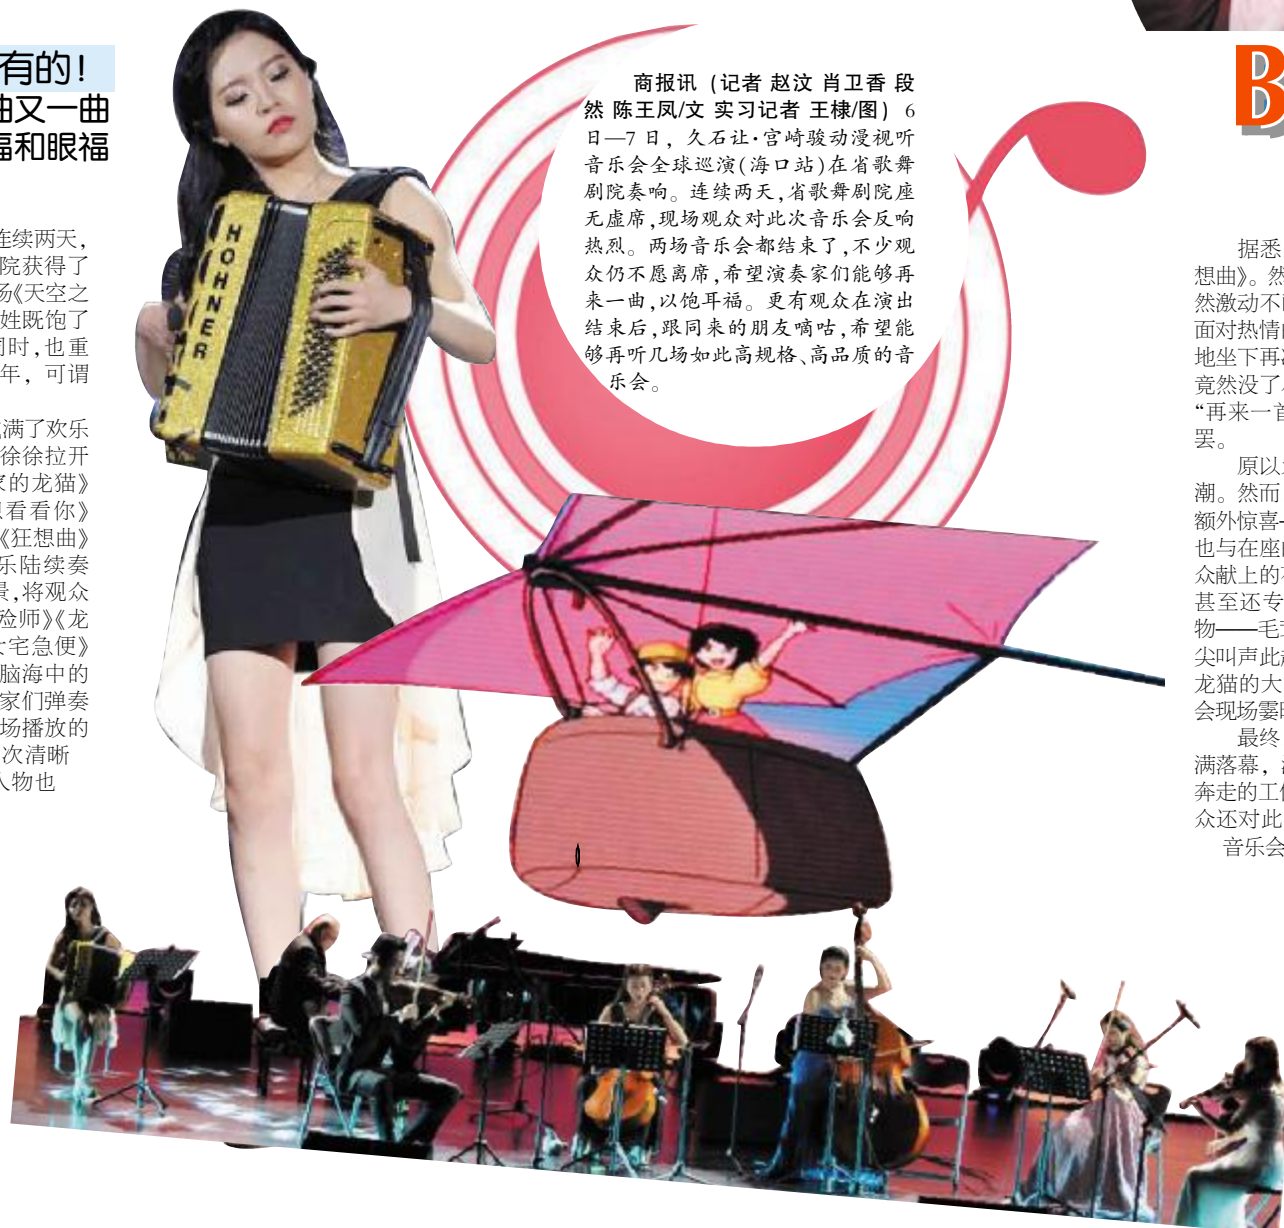 有的！
曲又一曲
福和眼福
连续两天，
院获得了
场《天空之
姓既饱了
同时，也重
年，可谓
满了欢乐
徐徐拉开
家的龙猫》
想看看你》
《狂想曲》
乐陆续奏
景，将观众
险师》《龙
女宅急便》
脑海中的
家们弹奏
场播放的
次清晰
人物也
HOHNER
商报讯（记者 赵汶 肖卫香 段
然 陈王凤/文 实习记者 王棣/图）6
日—7日，久石让·宫崎骏动漫视听
音乐会全球巡演（海口站）在省歌舞
剧院奏响。连续两天，省歌舞剧院座
无虚席，现场观众对此次音乐会反响
热烈。两场音乐会都结束了，不少观
众仍不愿离席，希望演奏家们能够再
来一曲，以饱耳福。更有观众在演出
结束后，跟同来的朋友嘀咕，希望能
够再听几场如此高规格、高品质的音
乐会。
B
据悉
想曲》。然
然激动不
面对热情
地坐下再
竟然没了
“再来一首
罢。
原以
潮。然而
额外惊喜
也与在座
众献上的
甚至还专
物——毛
尖叫声此
龙猫的大
会现场霎
最终
满落幕，
奔走的工
众还对此
音乐会